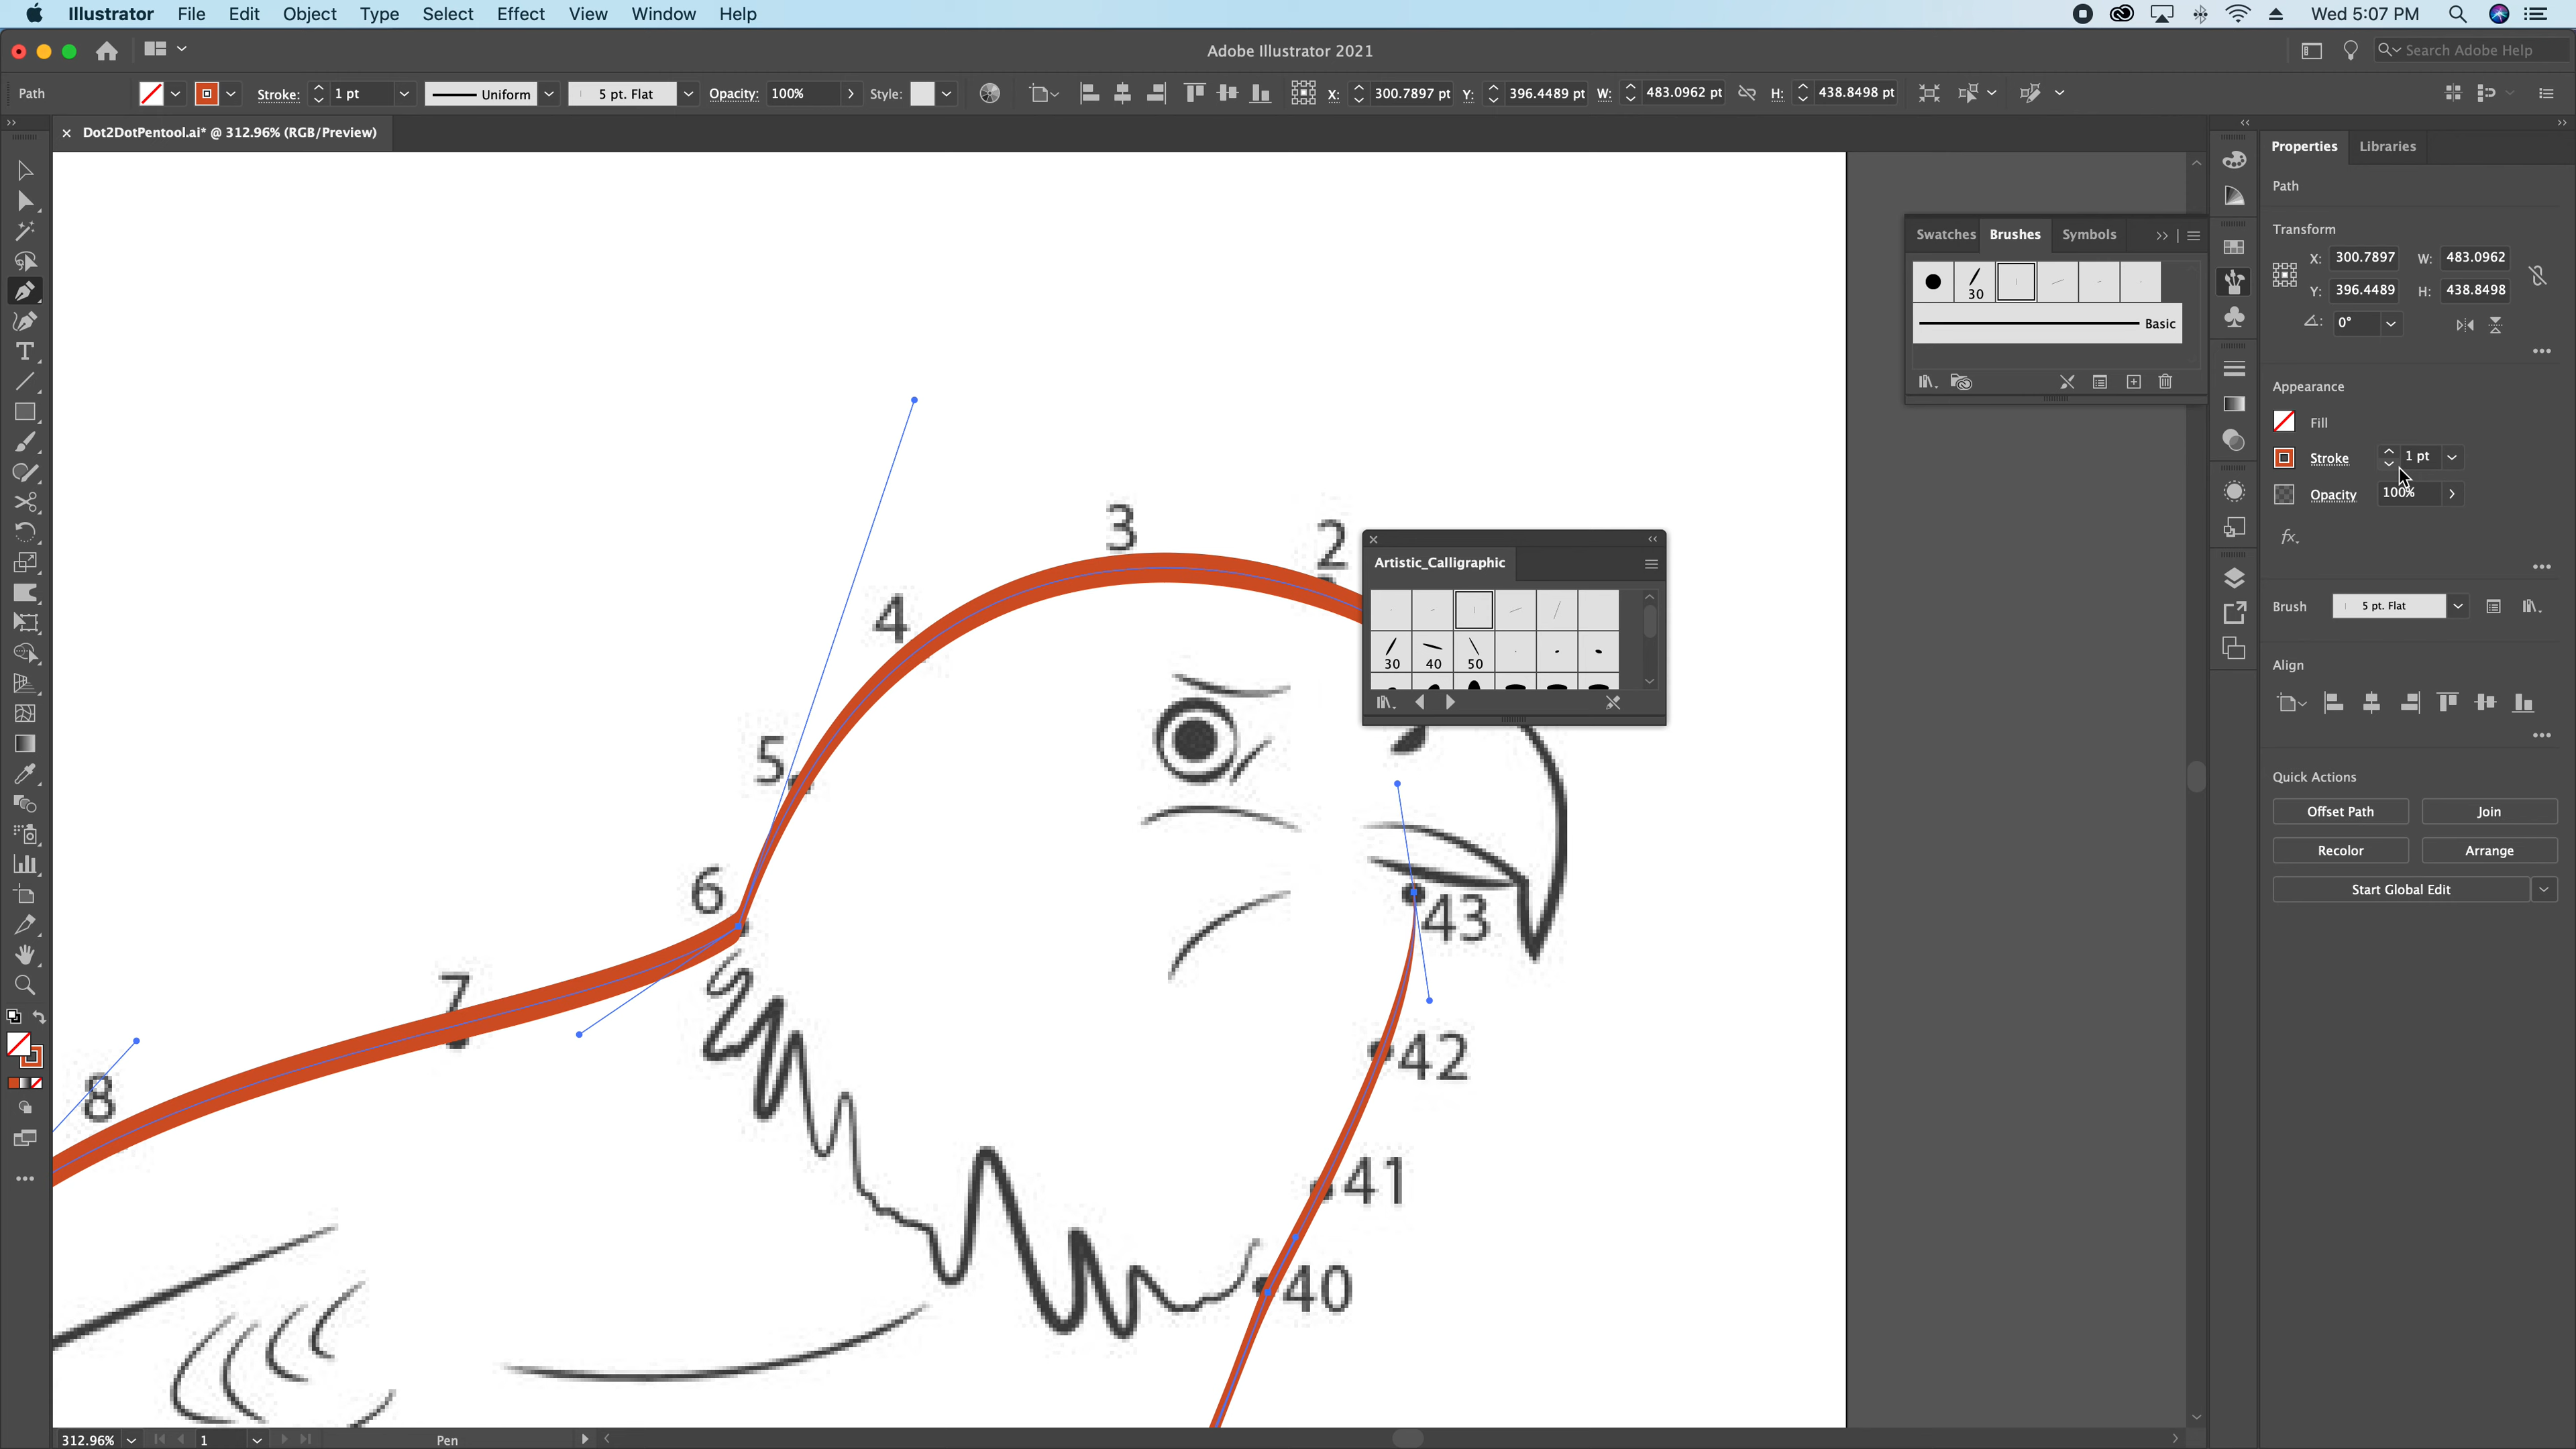 Illustrator File Edit Object Type Select Effect View Window Help Wed 5:07 PM
Adobe Illustrator 2021 Search Adobe Help
Path Stroke: 1 pt Uniform 5 pt. Flat Opacity: 100% Style: X: 300.7897 pt Y: 396.4489 pt W: 483.0962 pt H: 438.8498 pt
Dot2DotPentool.ai* @ 312.96% (RGB/Preview)
Properties Libraries
Path
Transform
X: 300.7897 W: 483.0962
Y: 396.4489 H: 438.8498
0°
Appearance
Fill
Stroke 1 pt
Opacity 100%
fx
Brush 5 pt. Flat
Align
Quick Actions
Offset Path Join
Recolor Arrange
Start Global Edit
Swatches Brushes Symbols
30
Basic
Artistic_Calligraphic
30 40 50
2
3
4
5
6
7
8
43
42
41
40
312.96% 1 Pen